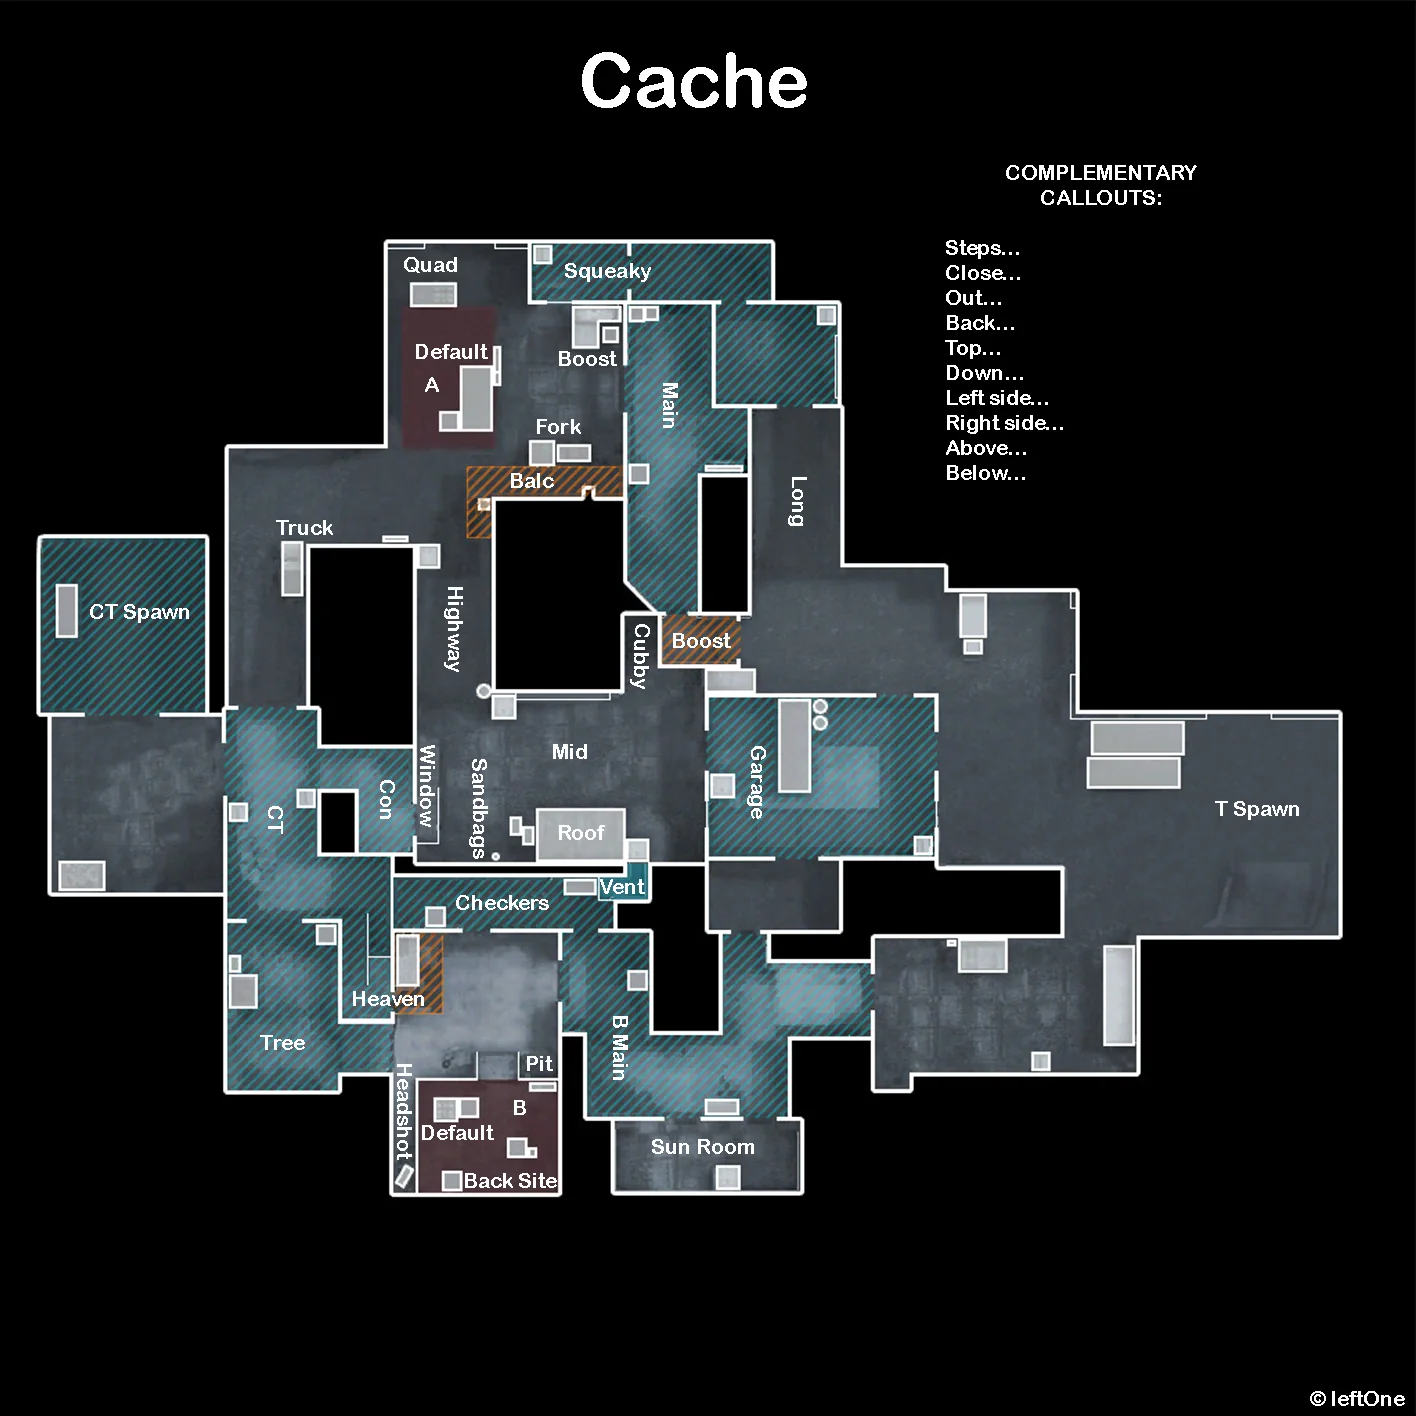 Cache
COMPLEMENTARY
CALLOUTS:
Steps...
Close...
Out...
Back...
Top...
Down...
Left side...
Right side...
Above...
Below...
Quad
Squeaky
Default
A
Boost
Main
Fork
Balc
Long
Truck
CT Spawn
Highway
Cubby
Boost
Mid
Window
Sandbags
Garage
Con
CT
Roof
T Spawn
Vent
Checkers
Heaven
Tree
B Main
Pit
Headshot
B
Default
Back Site
Sun Room
© leftOne